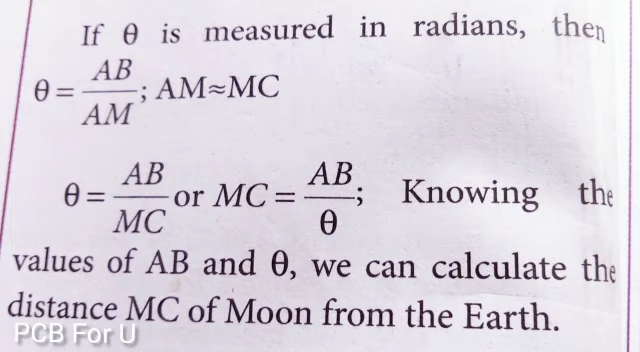 If θ is measured in radians, then
θ = AB/AM ; AM≈MC
θ = AB/MC or MC = AB/θ ; Knowing the
values of AB and θ, we can calculate the
distance MC of Moon from the Earth.
PCB For U